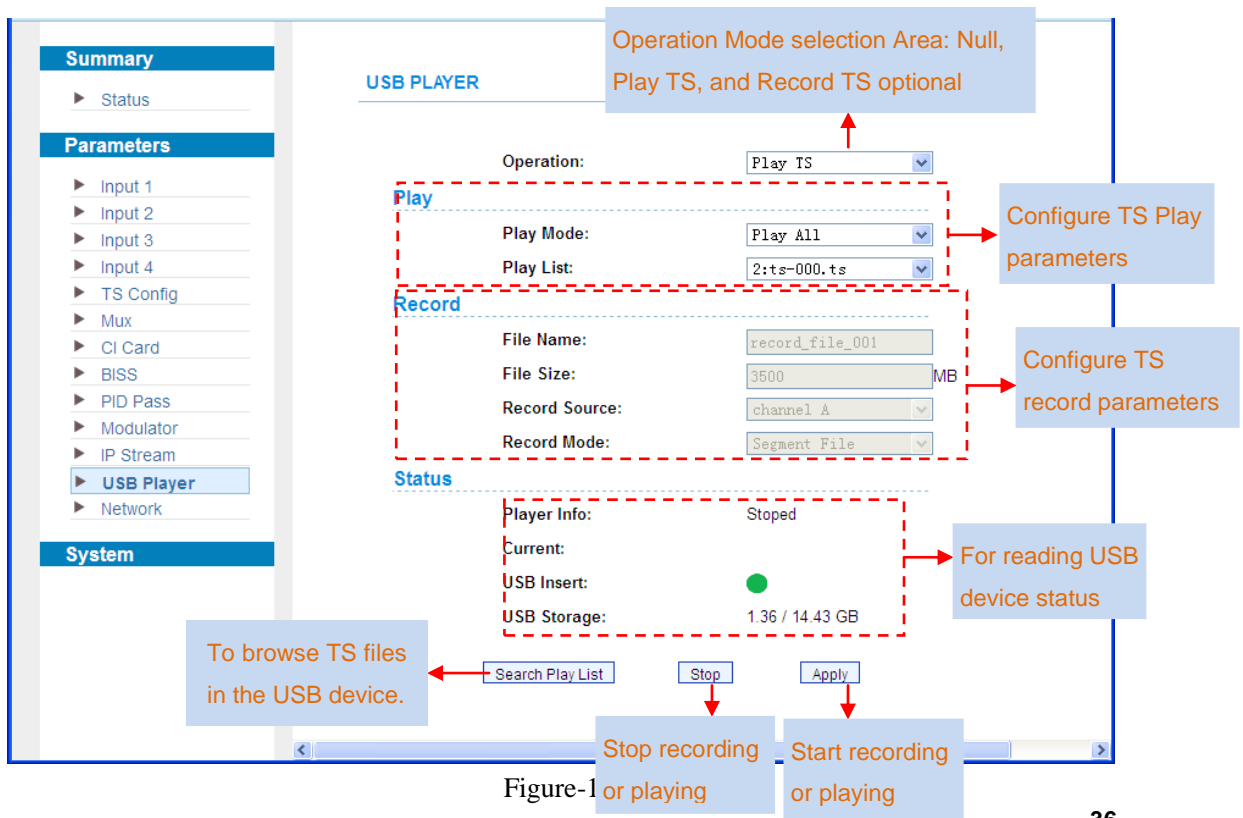 Summary
Status
Parameters
Input 1
Input 2
Input 3
Input 4
TS Config
Mux
CI Card
BISS
PID Pass
Modulator
IP Stream
USB Player
Network
System
USB PLAYER
Operation Mode selection Area: Null,
Play TS, and Record TS optional
Operation: Play TS
Play
Play Mode: Play All
Play List: 2:ts-000.ts
Configure TS Play
parameters
Record
File Name: record_file_001
File Size: 3500 MB
Record Source: channel A
Record Mode: Segment File
Configure TS
record parameters
Status
Player Info: Stoped
Current:
USB Insert:
USB Storage: 1.36 / 14.43 GB
For reading USB
device status
To browse TS files
in the USB device.
Search Play List Stop Apply
Stop recording
or playing
Start recording
or playing
Figure-1